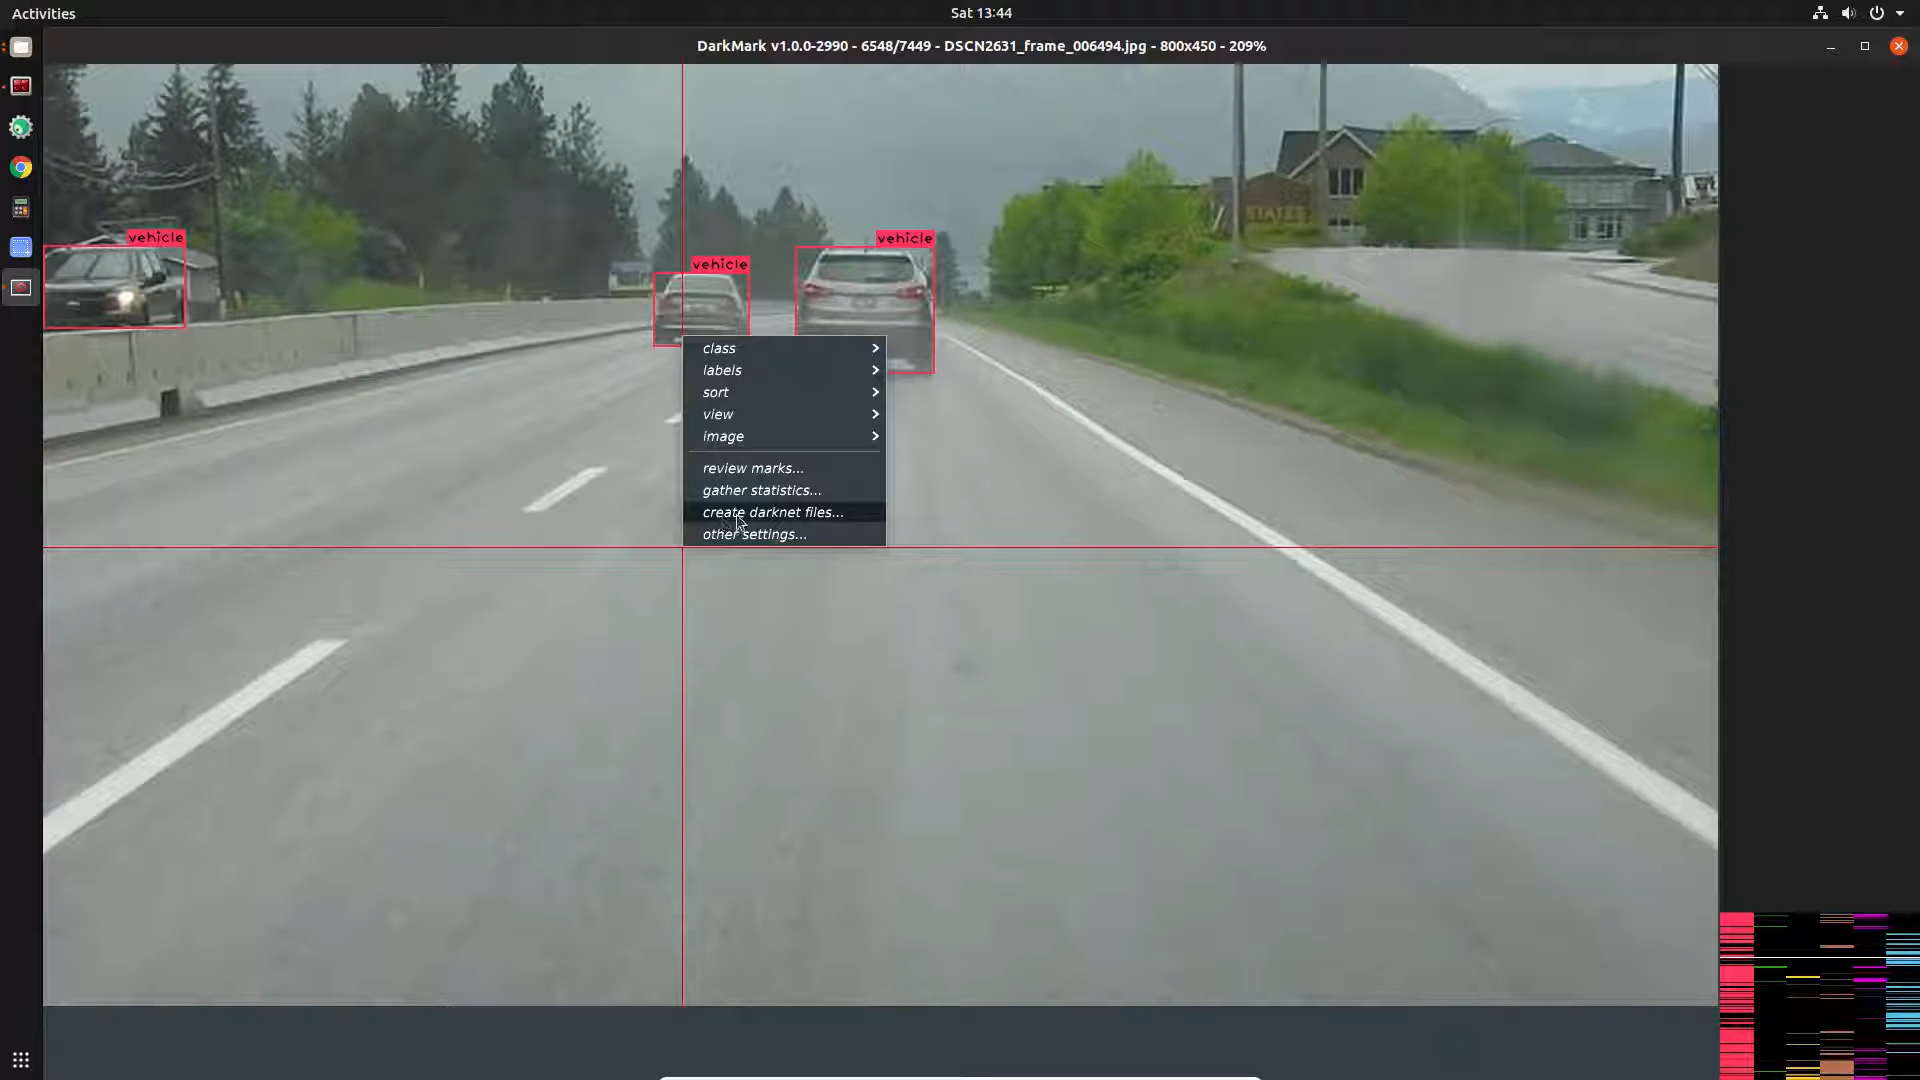 Activities
Sat 13:44
DarkMark v1.0.0-2990 - 6548/7449 - DSCN2631_frame_006494.jpg - 800x450 - 209%
vehicle
vehicle
vehicle
class
labels
sort
view
image
review marks...
gather statistics...
create darknet files...
other settings...